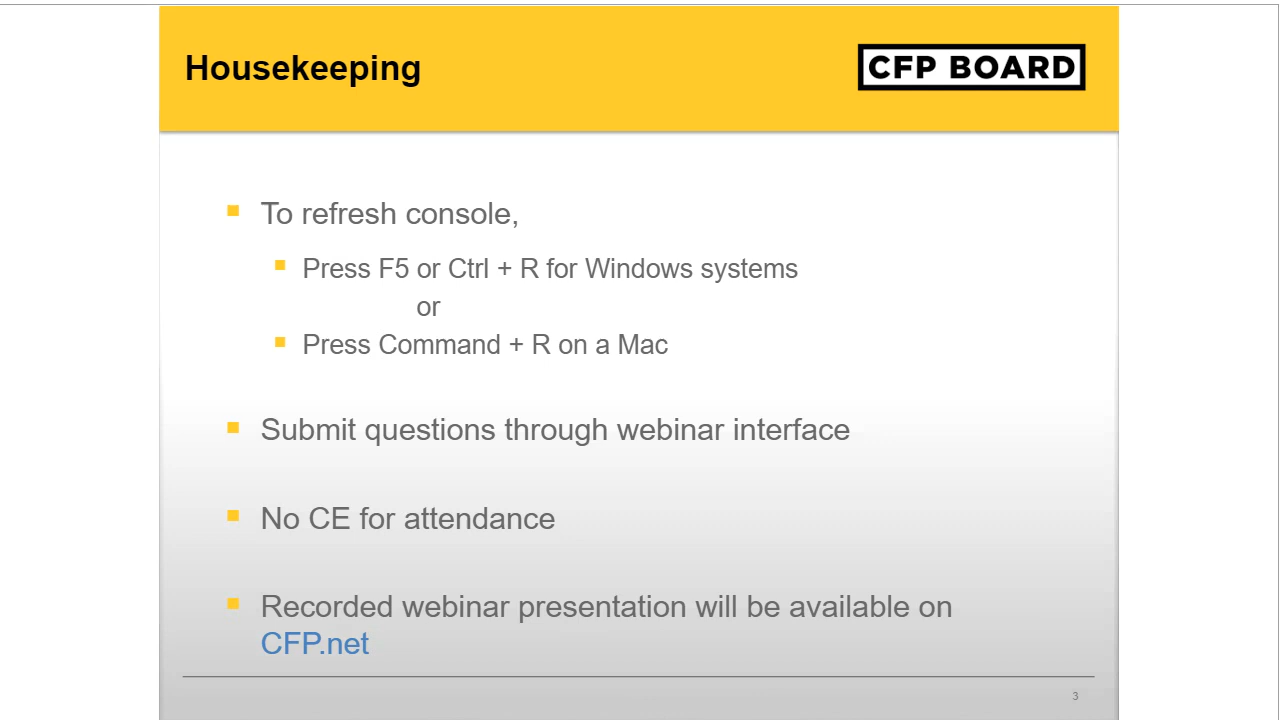 Housekeeping
CFP BOARD
To refresh console,
Press F5 or Ctrl + R for Windows systems
or
Press Command + R on a Mac
Submit questions through webinar interface
No CE for attendance
Recorded webinar presentation will be available on
CFP.net
3